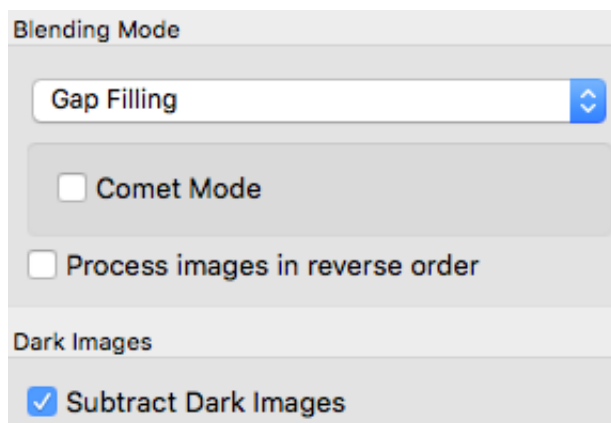 Blending Mode
Gap Filling
Comet Mode
Process images in reverse order
Dark Images
Subtract Dark Images